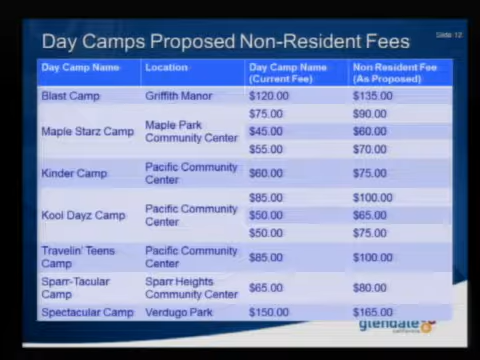 Slide 12
Day Camps Proposed Non-Resident Fees
Day Camp Name Location Day Camp Name (Current Fee) Non Resident Fee (As Proposed)
Blast Camp Griffith Manor $120.00 $135.00
Maple Starz Camp Maple Park Community Center $75.00 $90.00
$45.00 $60.00
$55.00 $70.00
Kinder Camp Pacific Community Center $60.00 $75.00
Kool Dayz Camp Pacific Community Center $85.00 $100.00
$50.00 $65.00
$50.00 $75.00
Travelin' Teens Camp Pacific Community Center $85.00 $100.00
Sparr-Tacular Camp Sparr Heights Community Center $65.00 $80.00
Spectacular Camp Verdugo Park $150.00 $165.00
glendale
california